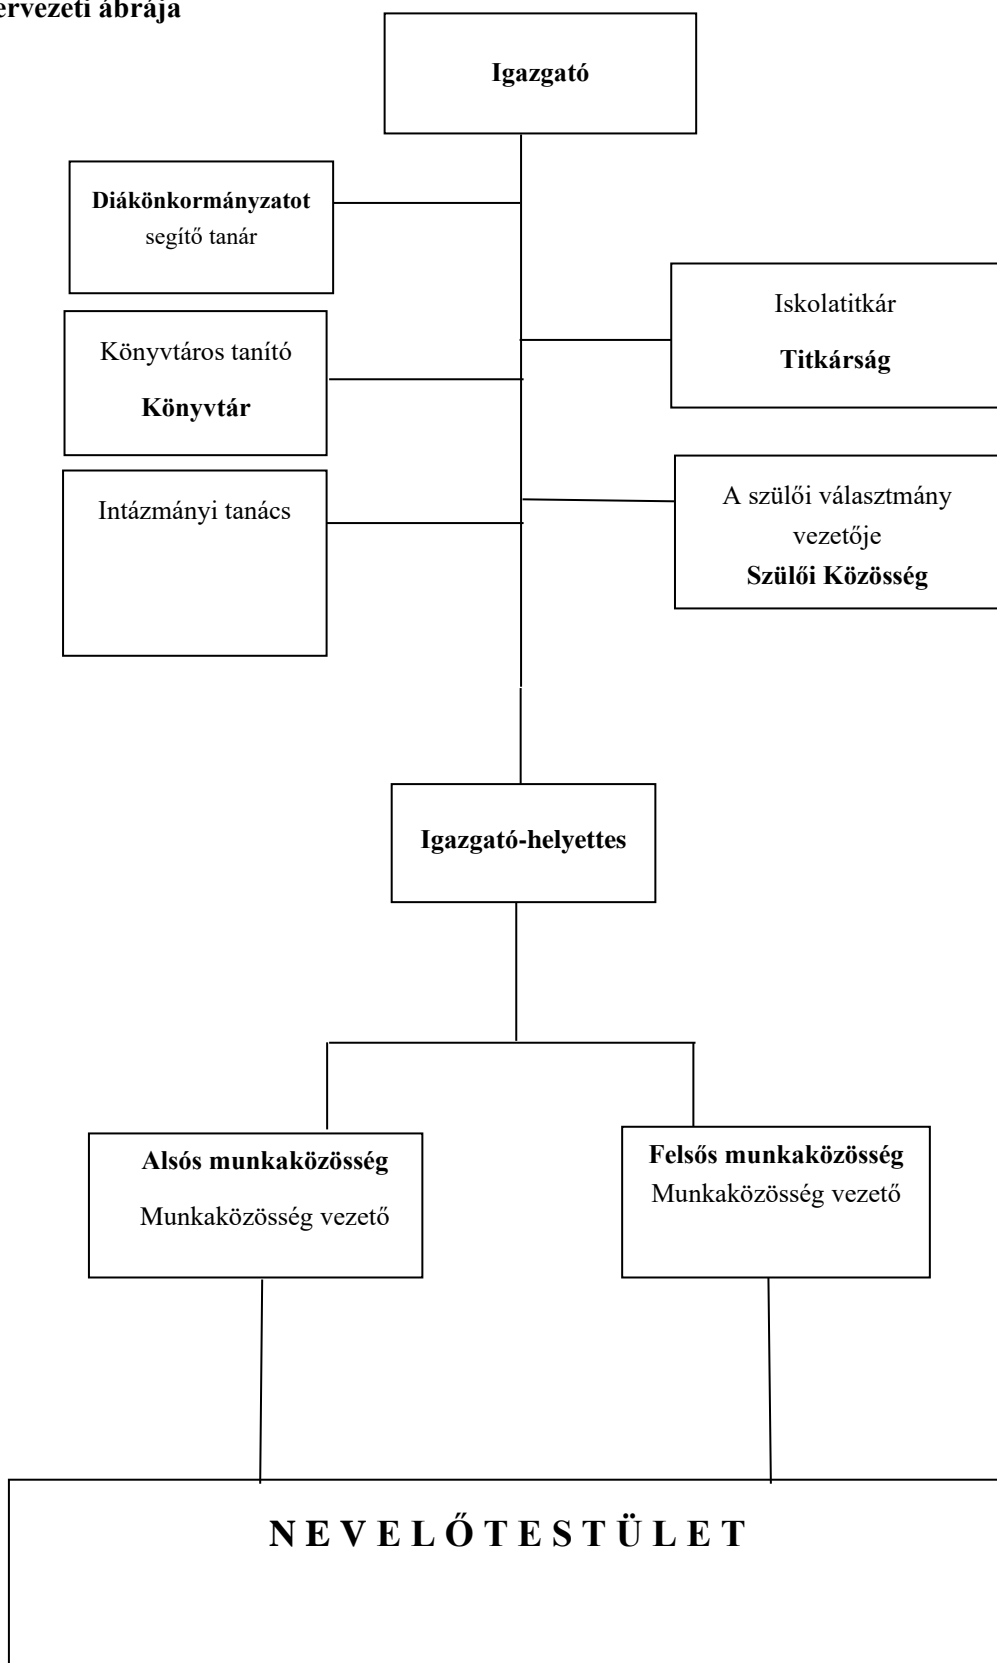 ervezeti ábrája
Igazgató
Diákönkormányzatot
segítő tanár
Iskolatitkár
Titkárság
Könyvtáros tanító
Könyvtár
Intázmányi tanács
A szülői választmány
vezetője
Szülői Közösség
Igazgató-helyettes
Alsós munkaközösség
Munkaközösség vezető
Felsős munkaközösség
Munkaközösség vezető
N E V E L Ő T E S T Ü L E T